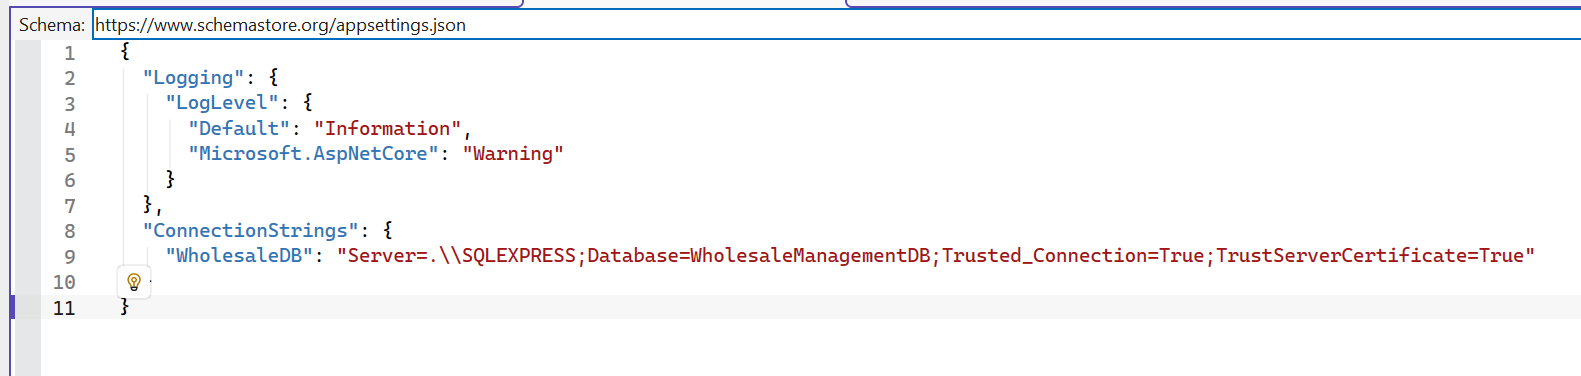 Schema: https://www.schemastore.org/appsettings.json
1 {
2 "Logging": {
3 "LogLevel": {
4 "Default": "Information",
5 "Microsoft.AspNetCore": "Warning"
6 }
7 },
8 "ConnectionStrings": {
9 "WholesaleDB": "Server=.\\SQLEXPRESS;Database=WholesaleManagementDB;Trusted_Connection=True;TrustServerCertificate=True"
10
11 }